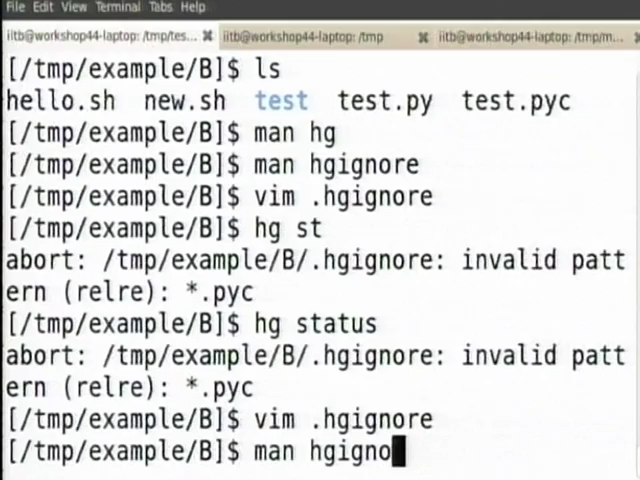 File Edit View Terminal Tabs Help
iitb@workshop44-laptop: /tmp/tes... ✖ iitb@workshop44-laptop: /tmp ✖ iitb@workshop44-laptop: /tmp/m... ✖
[/tmp/example/B]$ ls
hello.sh new.sh test test.py test.pyc
[/tmp/example/B]$ man hg
[/tmp/example/B]$ man hgignore
[/tmp/example/B]$ vim .hgignore
[/tmp/example/B]$ hg st
abort: /tmp/example/B/.hgignore: invalid patt
ern (relre): *.pyc
[/tmp/example/B]$ hg status
abort: /tmp/example/B/.hgignore: invalid patt
ern (relre): *.pyc
[/tmp/example/B]$ vim .hgignore
[/tmp/example/B]$ man hgigno